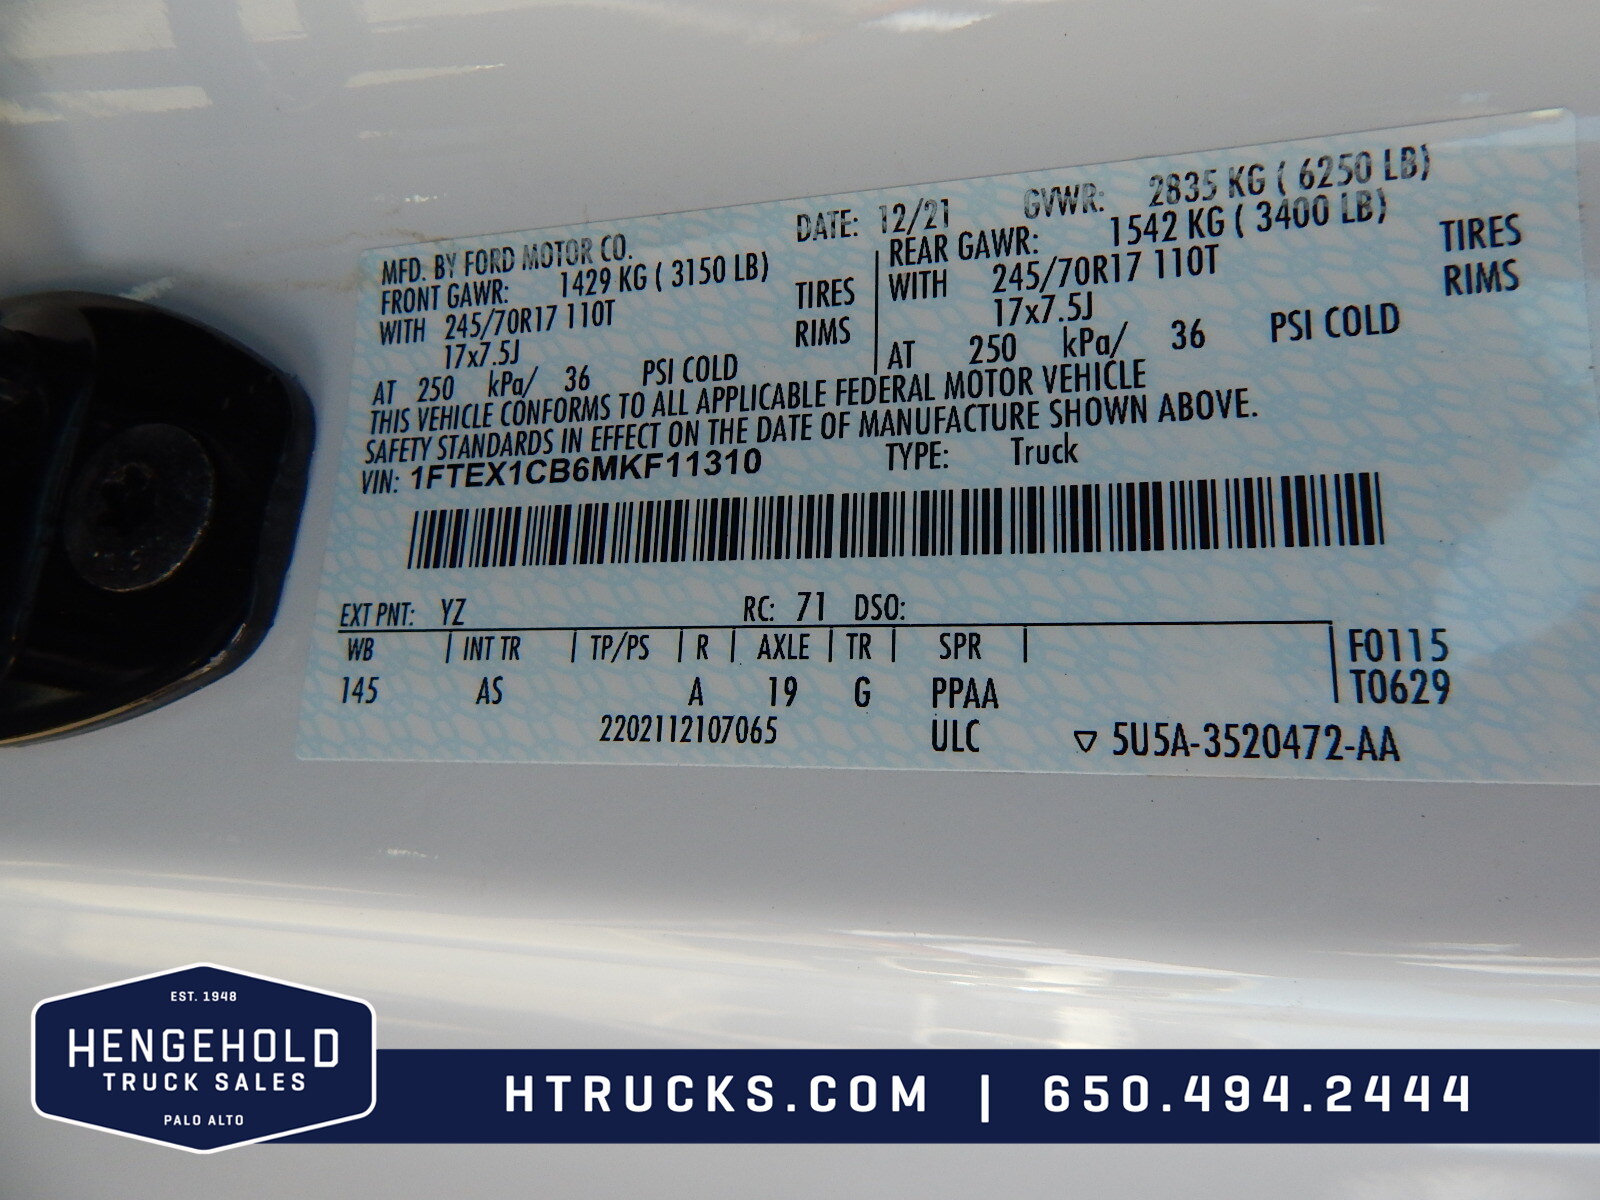 MFD. BY FORD MOTOR CO.
DATE: 12/21 GVWR: 2835 KG ( 6250 LB)
FRONT GAWR: 1429 KG ( 3150 LB)
WITH 245/70R17 110T TIRES
17x7.5J RIMS
AT 250 kPa/ 36 PSI COLD
REAR GAWR: 1542 KG ( 3400 LB)
WITH 245/70R17 110T TIRES
17x7.5J RIMS
AT 250 kPa/ 36 PSI COLD
THIS VEHICLE CONFORMS TO ALL APPLICABLE FEDERAL MOTOR VEHICLE
SAFETY STANDARDS IN EFFECT ON THE DATE OF MANUFACTURE SHOWN ABOVE.
VIN: 1FTEX1CB6MKF11310 TYPE: Truck
EXT PNT: YZ RC: 71 DSO:
WB | INT TR | TP/PS | R | AXLE | TR | SPR |
145 AS A 19 G PPAA
F0115
T0629
2202112107065 ULC ▽ 5U5A-3520472-AA
EST. 1948
HENGEHOLD
TRUCK SALES
PALO ALTO
HTRUCKS.COM | 650.494.2444